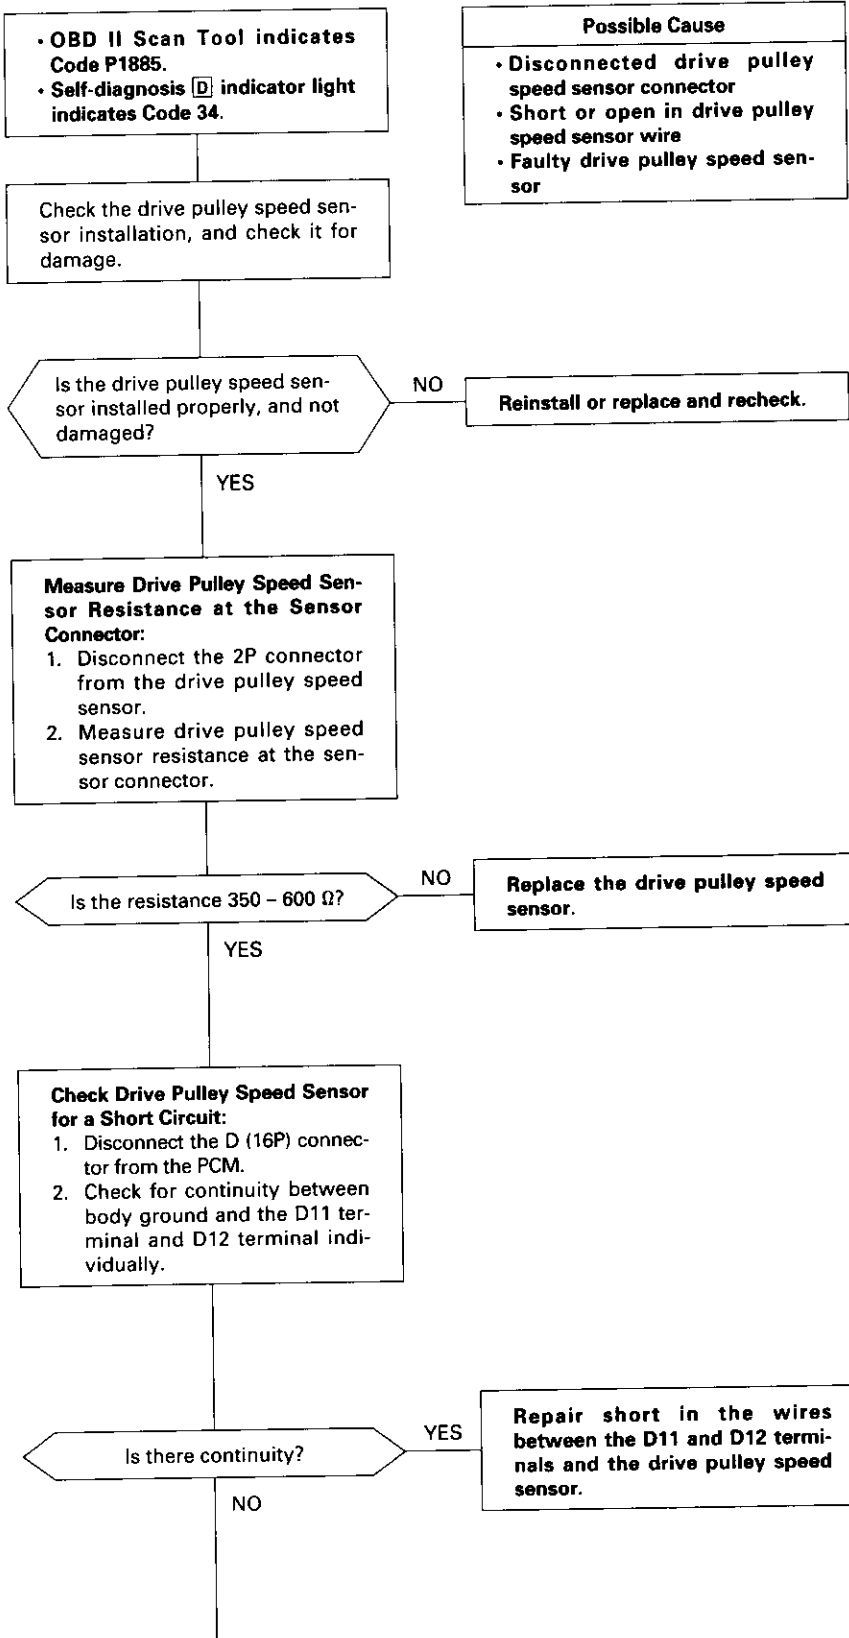 • OBD II Scan Tool indicates
Code P1885.
• Self-diagnosis D indicator light
indicates Code 34.
Possible Cause
• Disconnected drive pulley
speed sensor connector
• Short or open in drive pulley
speed sensor wire
• Faulty drive pulley speed sen-
sor
Check the drive pulley speed sen-
sor installation, and check it for
damage.
Is the drive pulley speed sen-
sor installed properly, and not
damaged?
NO
Reinstall or replace and recheck.
YES
Measure Drive Pulley Speed Sen-
sor Resistance at the Sensor
Connector:
1. Disconnect the 2P connector
from the drive pulley speed
sensor.
2. Measure drive pulley speed
sensor resistance at the sen-
sor connector.
Is the resistance 350 – 600 Ω?
NO
Replace the drive pulley speed
sensor.
YES
Check Drive Pulley Speed Sensor
for a Short Circuit:
1. Disconnect the D (16P) connec-
tor from the PCM.
2. Check for continuity between
body ground and the D11 ter-
minal and D12 terminal indi-
vidually.
Is there continuity?
YES
Repair short in the wires
between the D11 and D12 termi-
nals and the drive pulley speed
sensor.
NO